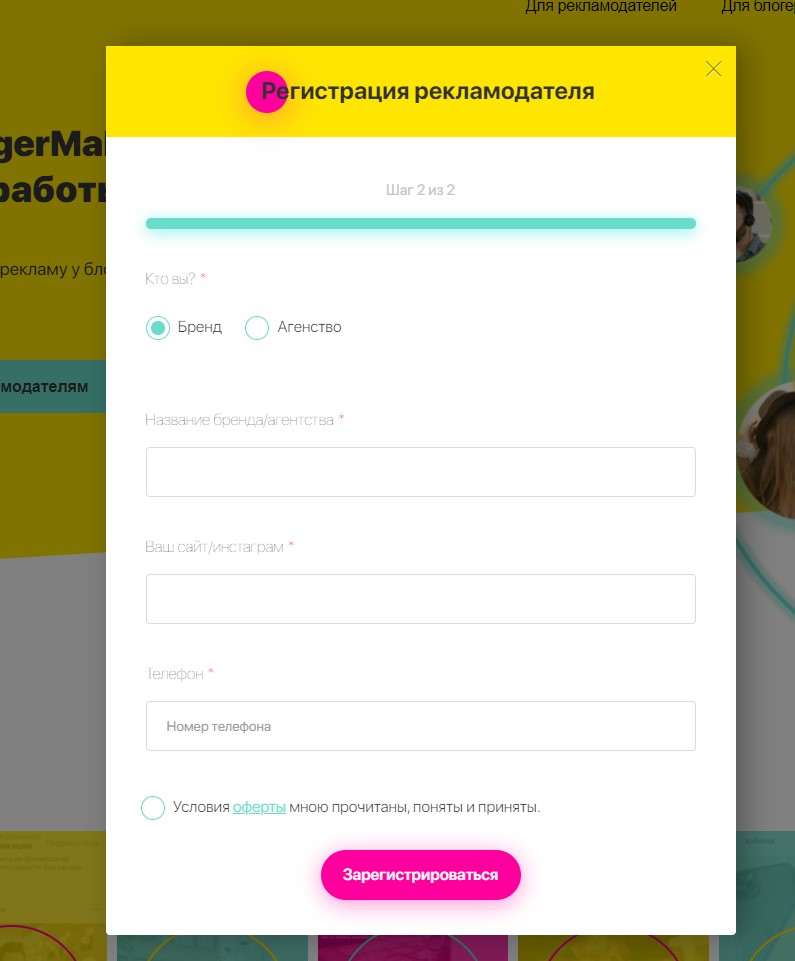 Для рекламодателей
Для блоге
Регистрация рекламодателя
gerMa
работ
рекламу у бло
модателям
Шаг 2 из 2
Кто вы? *
Бренд
Агенство
Название бренда/агентства *
Ваш сайт/инстаграм *
Телефон *
Номер телефона
Условия оферты мною прочитаны, поняты и приняты.
Зарегистрироваться